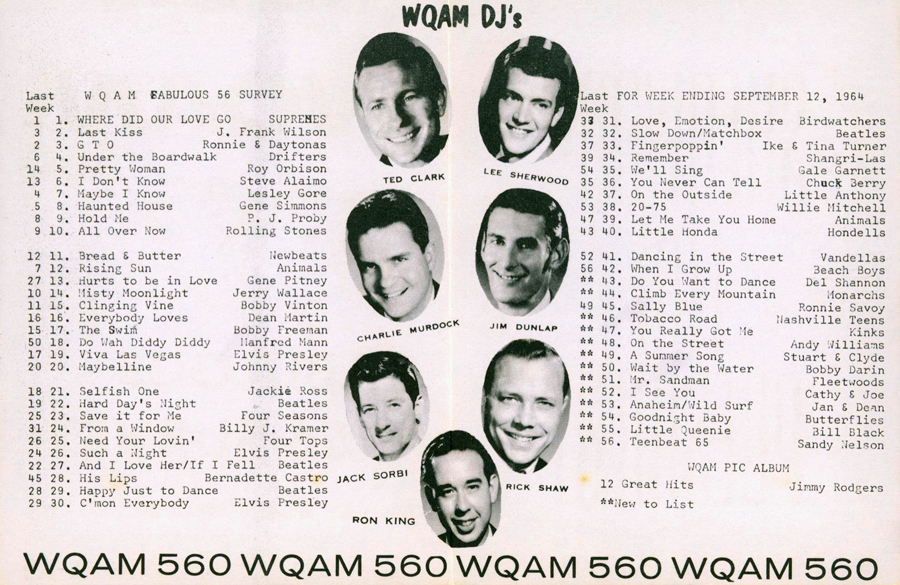 WQAM DJ's
Last W Q A M FABULOUS 56 SURVEY
Week
1 1. WHERE DID OUR LOVE GO SUPREMES
3 2. Last Kiss J. Frank Wilson
2 3. G T O Ronnie & Daytonas
6 4. Under the Boardwalk Drifters
14 5. Pretty Woman Roy Orbison
13 6. I Don't Know Steve Alaimo
4 7. Maybe I Know Lesley Gore
5 8. Haunted House Gene Simmons
8 9. Hold Me P. J. Proby
9 10. All Over Now Rolling Stones
12 11. Bread & Butter Newbeats
7 12. Rising Sun Animals
27 13. Hurts to be in Love Gene Pitney
10 14. Misty Moonlight Jerry Wallace
11 15. Clinging Vine Bobby Vinton
16 16. Everybody Loves Dean Martin
15 17. The Swim Bobby Freeman
50 18. Do Wah Diddy Diddy Manfred Mann
17 19. Viva Las Vegas Elvis Presley
20 20. Maybelline Johnny Rivers
18 21. Selfish One Jackie Ross
19 22. Hard Day's Night Beatles
25 23. Save it for Me Four Seasons
31 24. From a Window Billy J. Kramer
26 25. Need Your Lovin' Four Tops
24 26. Such a Night Elvis Presley
22 27. And I Love Her/If I Fell Beatles
45 28. His Lips Bernadette Castro
28 29. Happy Just to Dance Beatles
29 30. C'mon Everybody Elvis Presley
TED CLARK
LEE SHERWOOD
CHARLIE MURDOCK
JIM DUNLAP
JACK SORBI
RICK SHAW
RON KING
Last FOR WEEK ENDING SEPTEMBER 12, 1964
Week
33 31. Love, Emotion, Desire Birdwatchers
32 32. Slow Down/Matchbox Beatles
37 33. Fingerpoppin' Ike & Tina Turner
39 34. Remember Shangri-Las
54 35. We'll Sing Gale Garnett
35 36. You Never Can Tell Chuck Berry
42 37. On the Outside Little Anthony
53 38. 20-75 Willie Mitchell
47 39. Let Me Take You Home Animals
43 40. Little Honda Hondells
52 41. Dancing in the Street Vandellas
56 42. When I Grow Up Beach Boys
** 43. Do You Want to Dance Del Shannon
** 44. Climb Every Mountain Monarchs
49 45. Sally Blue Ronnie Savoy
** 46. Tobacco Road Nashville Teens
** 47. You Really Got Me Kinks
** 48. On the Street Andy Williams
** 49. A Summer Song Stuart & Clyde
** 50. Wait by the Water Bobby Darin
** 51. Mr. Sandman Fleetwoods
** 52. I See You Cathy & Joe
** 53. Anaheim/Wild Surf Jan & Dean
** 54. Goodnight Baby Butterflies
** 55. Little Queenie Bill Black
** 56. Teenbeat 65 Sandy Nelson
WQAM PIC ALBUM
12 Great Hits Jimmy Rodgers
**New to List
WQAM 560 WQAM 560 WQAM 560 WQAM 560